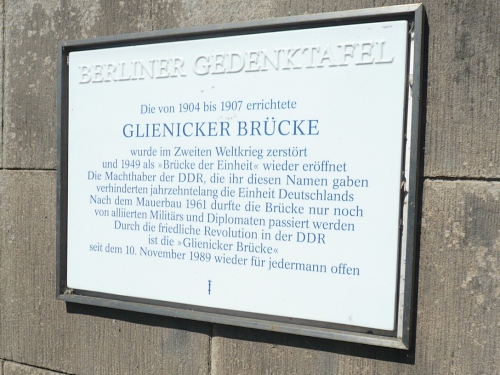 BERLINER GEDENKTAFEL
Die von 1904 bis 1907 errichtete
GLIENICKER BRÜCKE
wurde im Zweiten Weltkrieg zerstört
und 1949 als »Brücke der Einheit« wieder eröffnet
Die Machthaber der DDR, die ihr diesen Namen gaben
verhinderten jahrzehntelang die Einheit Deutschlands
Nach dem Mauerbau 1961 durfte die Brücke nur noch
von alliierten Militärs und Diplomaten passiert werden
Durch die friedliche Revolution in der DDR
ist die »Glienicker Brücke«
seit dem 10. November 1989 wieder für jedermann offen